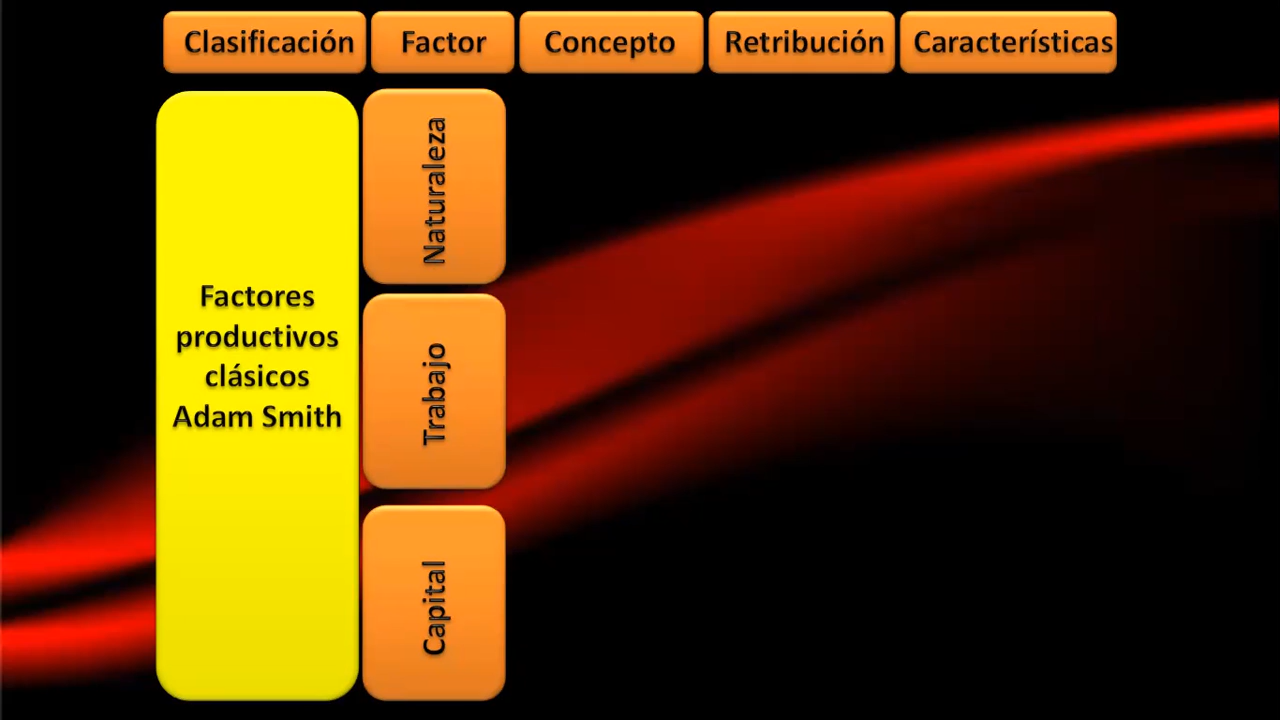 Clasificación
Factor
Concepto
Retribución
Características
Factores
productivos
clásicos
Adam Smith
Naturaleza
Trabajo
Capital